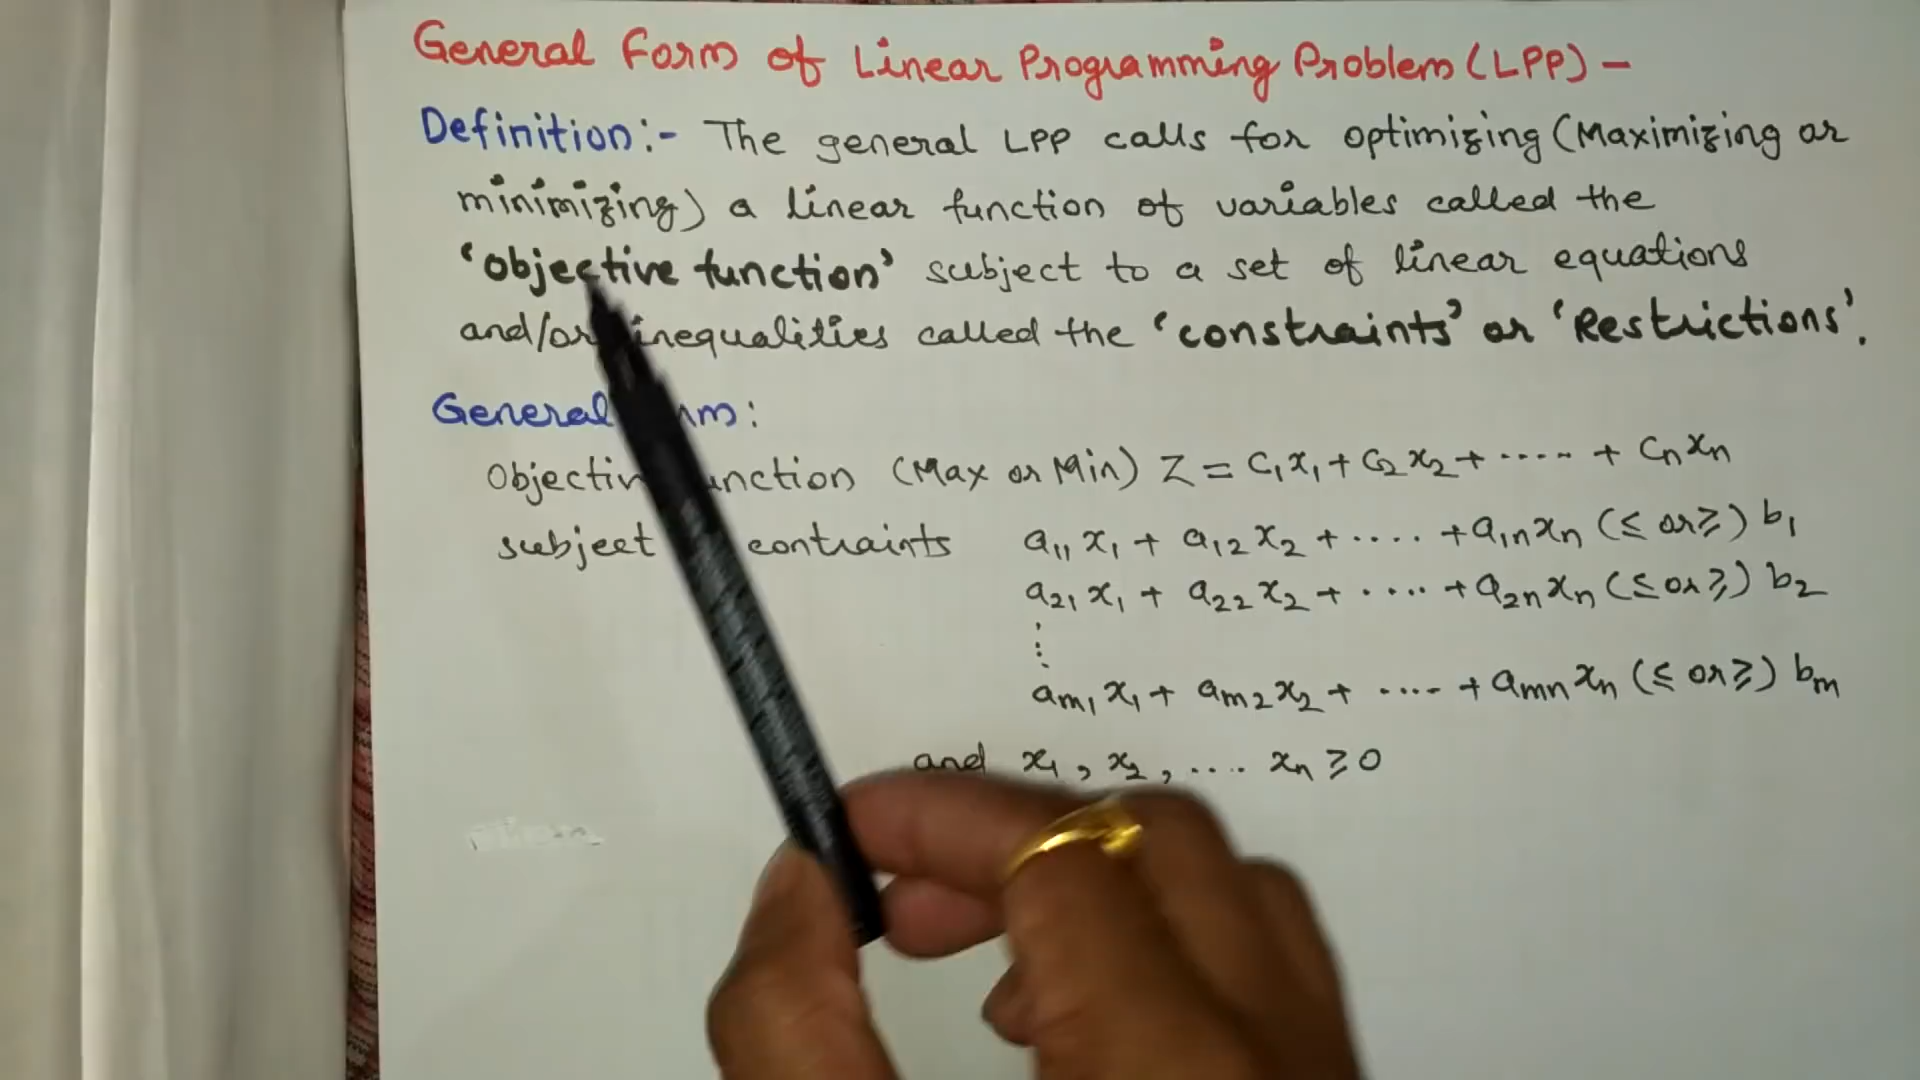 General Form of Linear Programming Problem (LPP) -
Definition:- The general LPP calls for optimizing (Maximizing or
minimizing) a linear function of variables called the
'objective function' subject to a set of linear equations
and/or inequalities called the 'constraints' or 'Restrictions'.
General :
(Max or Min) Z = C₁x₁ + C₂x₂ + ..... + Cₙxₙ
subject contraints a₁₁x₁ + a₁₂x₂ + .... + a₁ₙxₙ (≤ or ≥) b₁
a₂₁x₁ + a₂₂x₂ + .... + a₂ₙxₙ (≤ or ≥) b₂
⋮
aₘ₁x₁ + aₘ₂x₂ + .... + aₘₙxₙ (≤ or ≥) bₘ
and x₁, x₂, .... xₙ ≥ 0